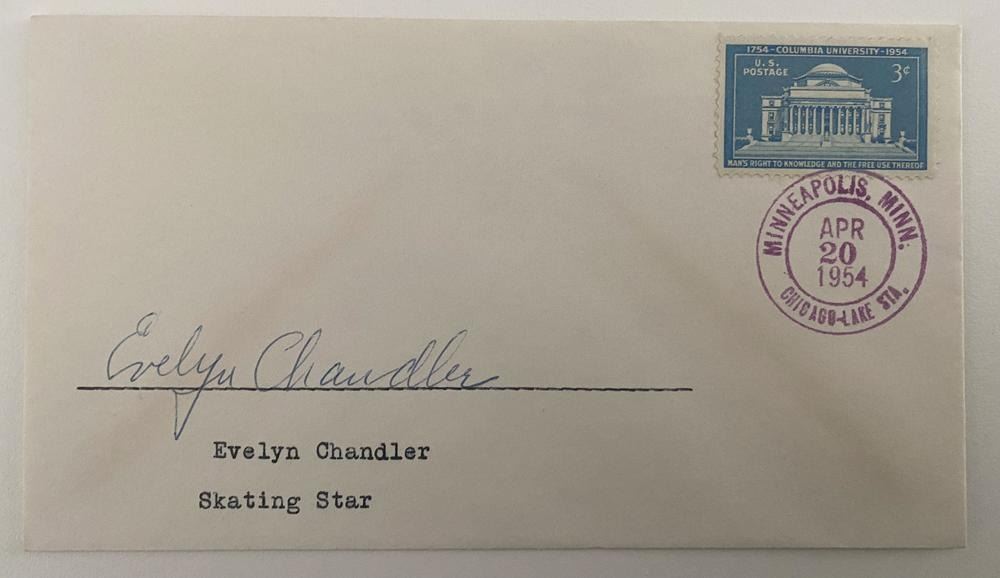 1754-COLUMBIA UNIVERSITY-1954
U.S.
POSTAGE
3¢
MAN'S RIGHT TO KNOWLEDGE AND THE FREE USE THEREOF
MINNEAPOLIS, MINN.
APR
20
1954
CHICAGO-LAKE STA.
Evelyn Chandler
Evelyn Chandler
Skating Star